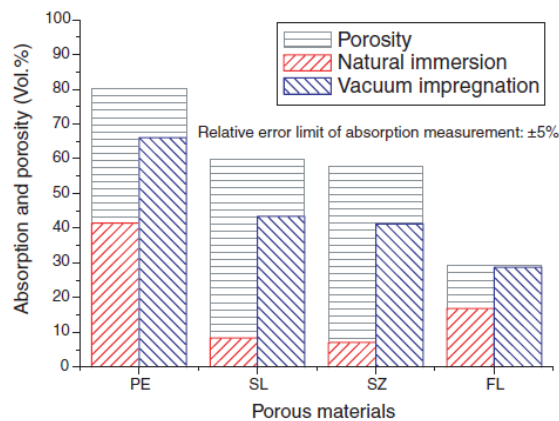 100
90
80
70
60
50
40
30
20
10
0
Absorption and porosity (Vol.%)
Porosity
Natural immersion
Vacuum impregnation
Relative error limit of absorption measurement: ±5%
PE SL SZ FL
Porous materials